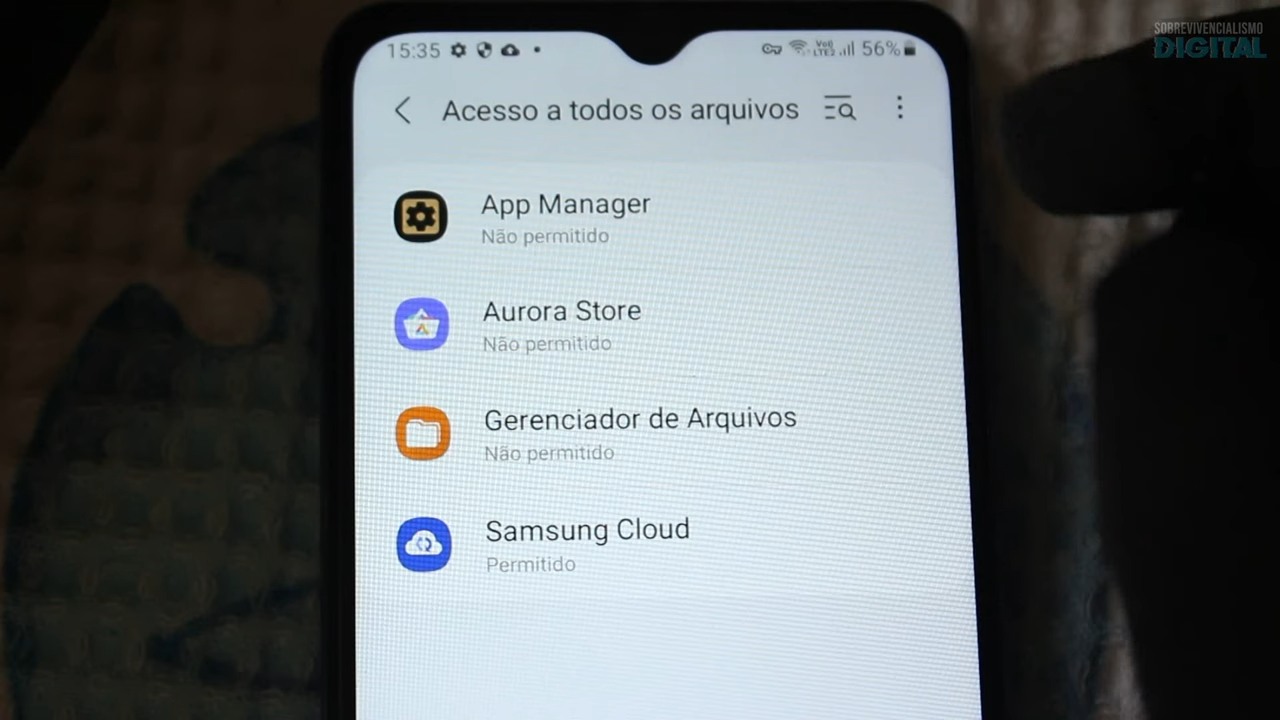 SOBREVIVENCIALISMO
DIGITAL
15:35
56%
Acesso a todos os arquivos
App Manager
Não permitido
Aurora Store
Não permitido
Gerenciador de Arquivos
Não permitido
Samsung Cloud
Permitido